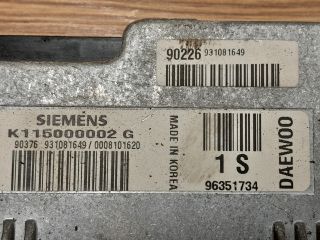 90226 931081649
SIEMENS
K115000002 G
90376 931081649/0008101620
MADE IN KOREA
1 S
96351734
DAEWOO